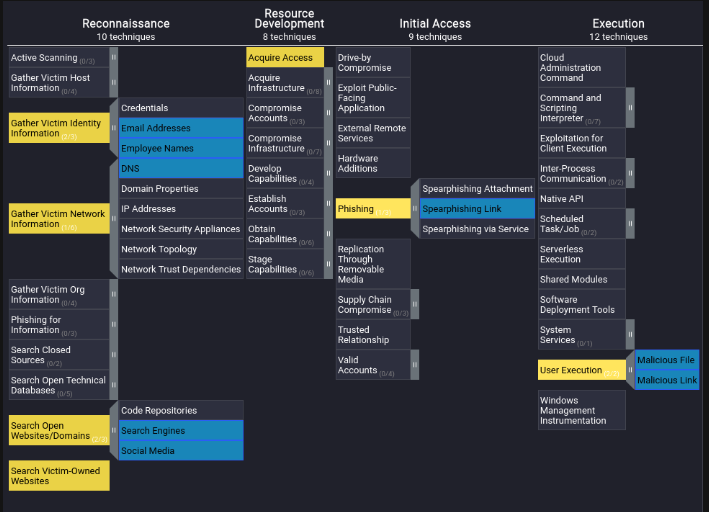 Reconnaissance
10 techniques
Active Scanning (0/3)
Gather Victim Host
Information (0/4)
Gather Victim Identity
Information (2/3)
Credentials
Email Addresses
Employee Names
Gather Victim Network
Information
DNS
Domain Properties
IP Addresses
Network Security Appliances
Network Topology
Network Trust Dependencies
Gather Victim Org
Information (0/4)
Phishing for
Information (0/3)
Search Closed
Sources (0/2)
Search Open Technical
Databases (0/5)
Search Open
Websites/Domains (2/3)
Code Repositories
Search Engines
Social Media
Search Victim-Owned
Websites
Resource
Development
8 techniques
Acquire Access
Acquire
Infrastructure (0/8)
Compromise
Accounts (0/3)
Compromise
Infrastructure (0/7)
Develop
Capabilities (0/4)
Establish
Accounts (0/3)
Obtain
Capabilities (0/6)
Stage
Capabilities (0/6)
Initial Access
9 techniques
Drive-by
Compromise
Exploit Public-
Facing
Application
External Remote
Services
Hardware
Additions
Phishing
Spearphishing Attachment
Spearphishing Link
Spearphishing via Service
Replication
Through
Removable
Media
Supply Chain
Compromise (0/3)
Trusted
Relationship
Valid
Accounts (0/4)
Execution
12 techniques
Cloud
Administration
Command
Command and
Scripting
Interpreter (0/7)
Exploitation for
Client Execution
Inter-Process
Communication (0/2)
Native API
Scheduled
Task/Job (0/2)
Serverless
Execution
Shared Modules
Software
Deployment Tools
System
Services (0/1)
User Execution
Malicious File
Malicious Link
Windows
Management
Instrumentation